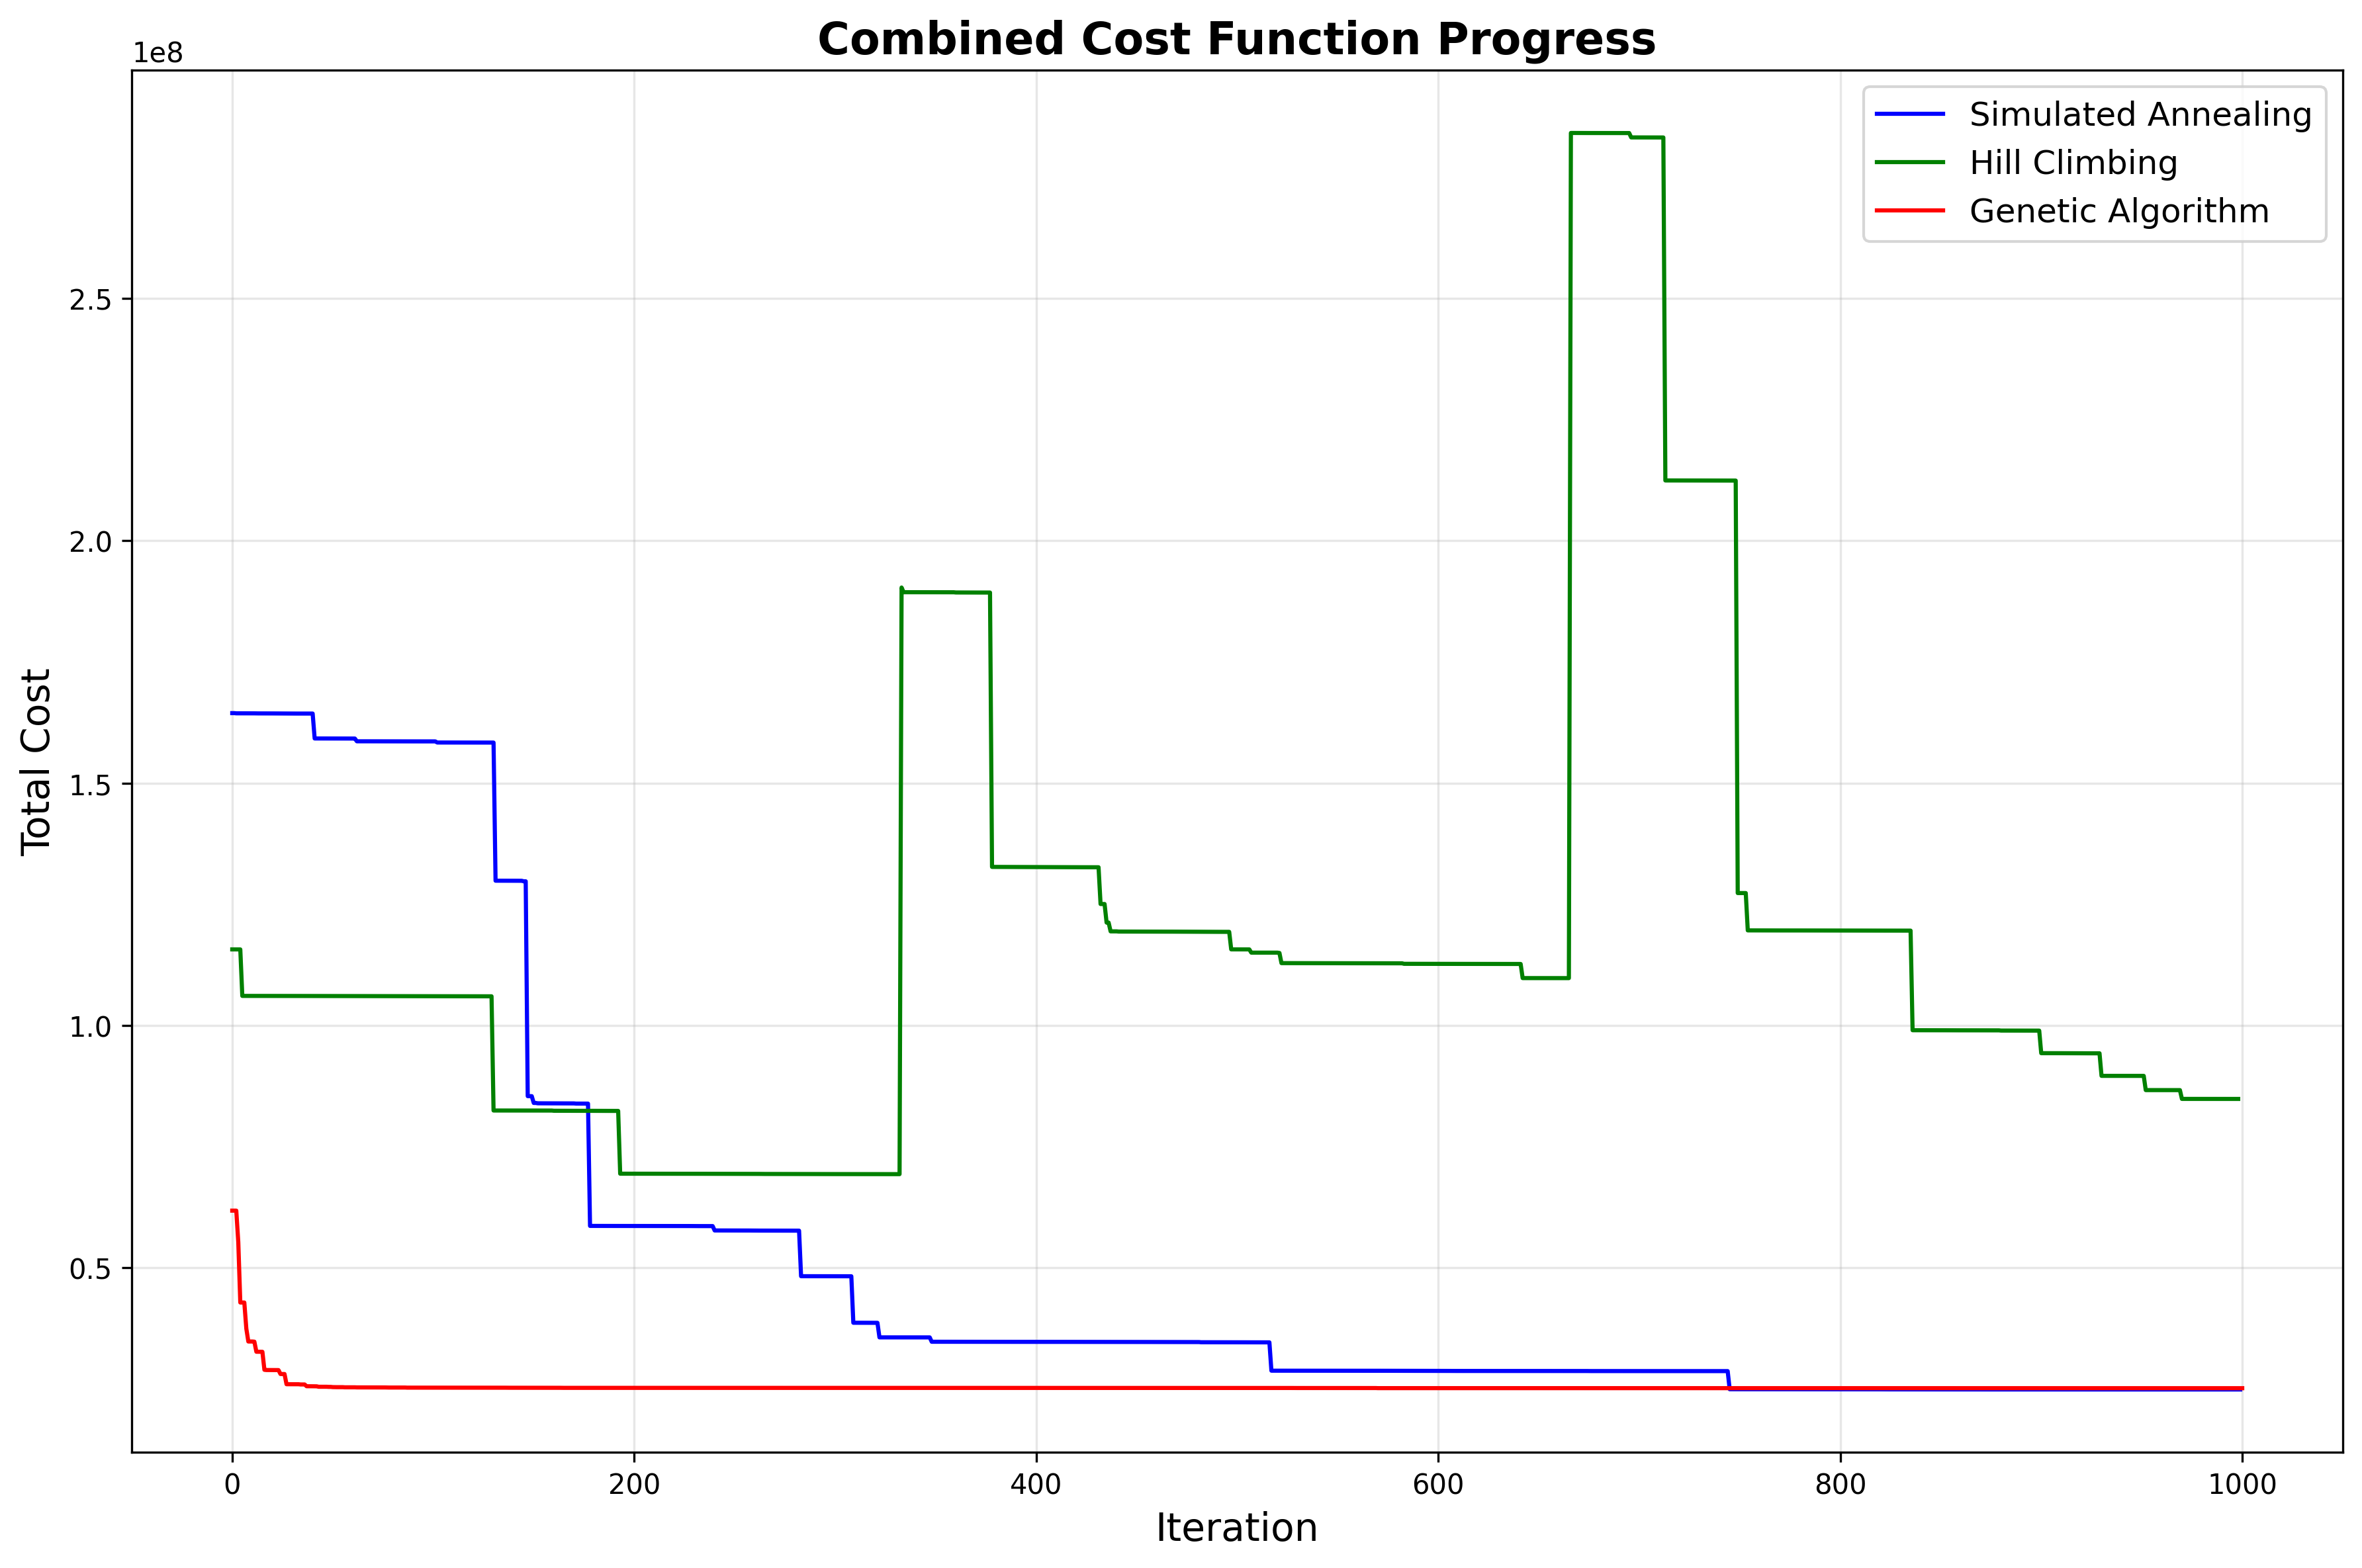 Combined Cost Function Progress
1e8
Simulated Annealing
Hill Climbing
Genetic Algorithm
2.5
2.0
1.5
1.0
0.5
Total Cost
0 200 400 600 800 1000
Iteration